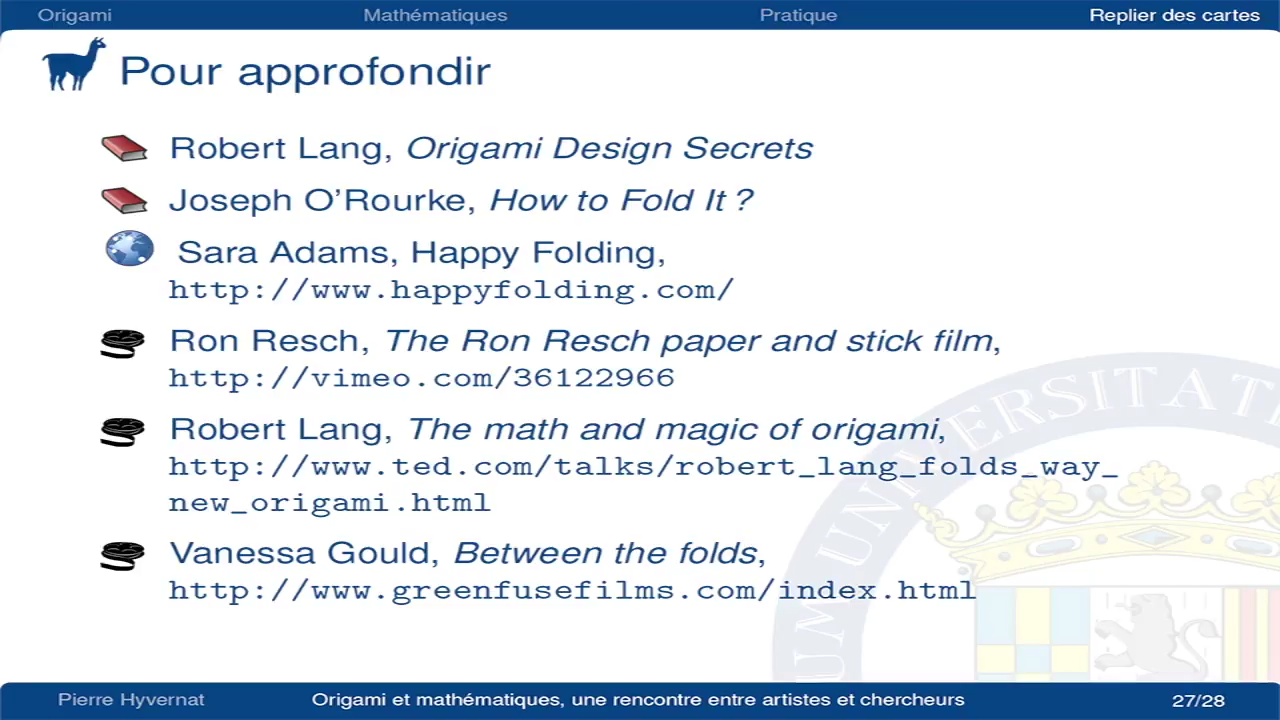 Origami Mathématiques Pratique Replier des cartes
Pour approfondir
Robert Lang, Origami Design Secrets
Joseph O'Rourke, How to Fold It ?
Sara Adams, Happy Folding,
http://www.happyfolding.com/
Ron Resch, The Ron Resch paper and stick film,
http://vimeo.com/36122966
Robert Lang, The math and magic of origami,
http://www.ted.com/talks/robert_lang_folds_way_
new_origami.html
Vanessa Gould, Between the folds,
http://www.greenfusefilms.com/index.html
UM UNIVERSITAT
Pierre Hyvernat Origami et mathématiques, une rencontre entre artistes et chercheurs 27/28